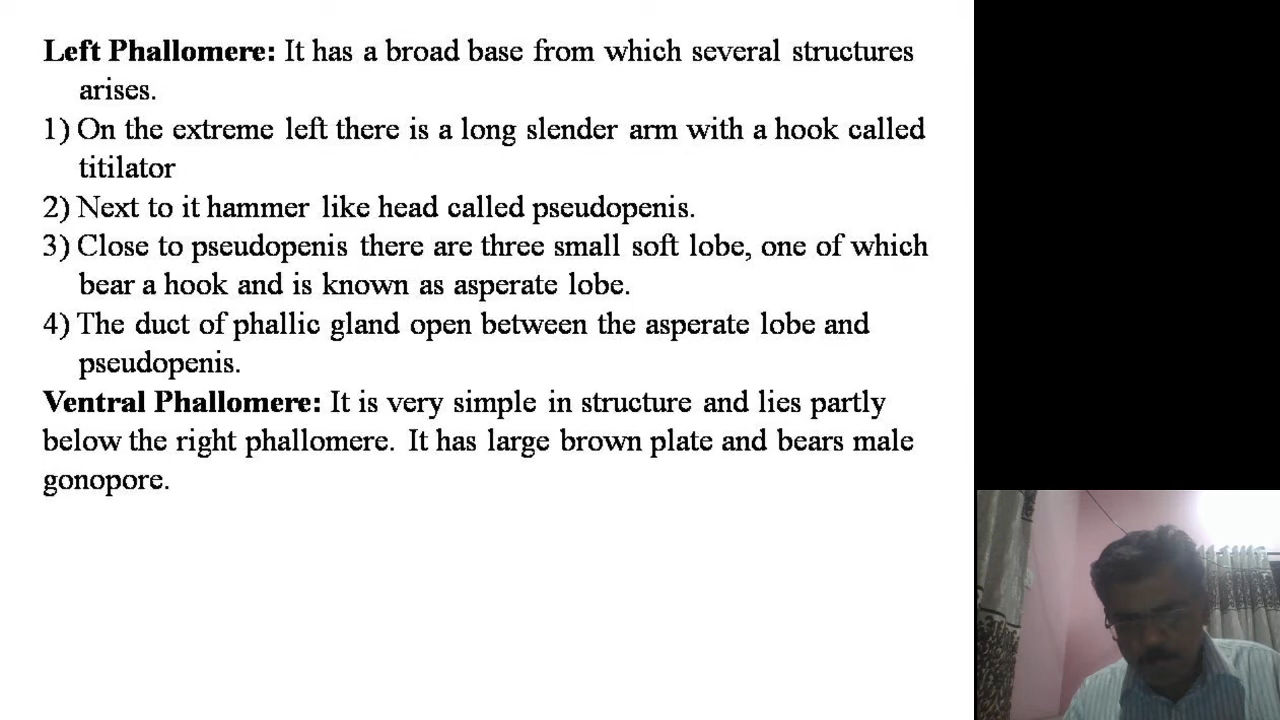 Left Phallomere: It has a broad base from which several structures
arises.
1) On the extreme left there is a long slender arm with a hook called
titilator
2) Next to it hammer like head called pseudopenis.
3) Close to pseudopenis there are three small soft lobe, one of which
bear a hook and is known as asperate lobe.
4) The duct of phallic gland open between the asperate lobe and
pseudopenis.
Ventral Phallomere: It is very simple in structure and lies partly
below the right phallomere. It has large brown plate and bears male
gonopore.